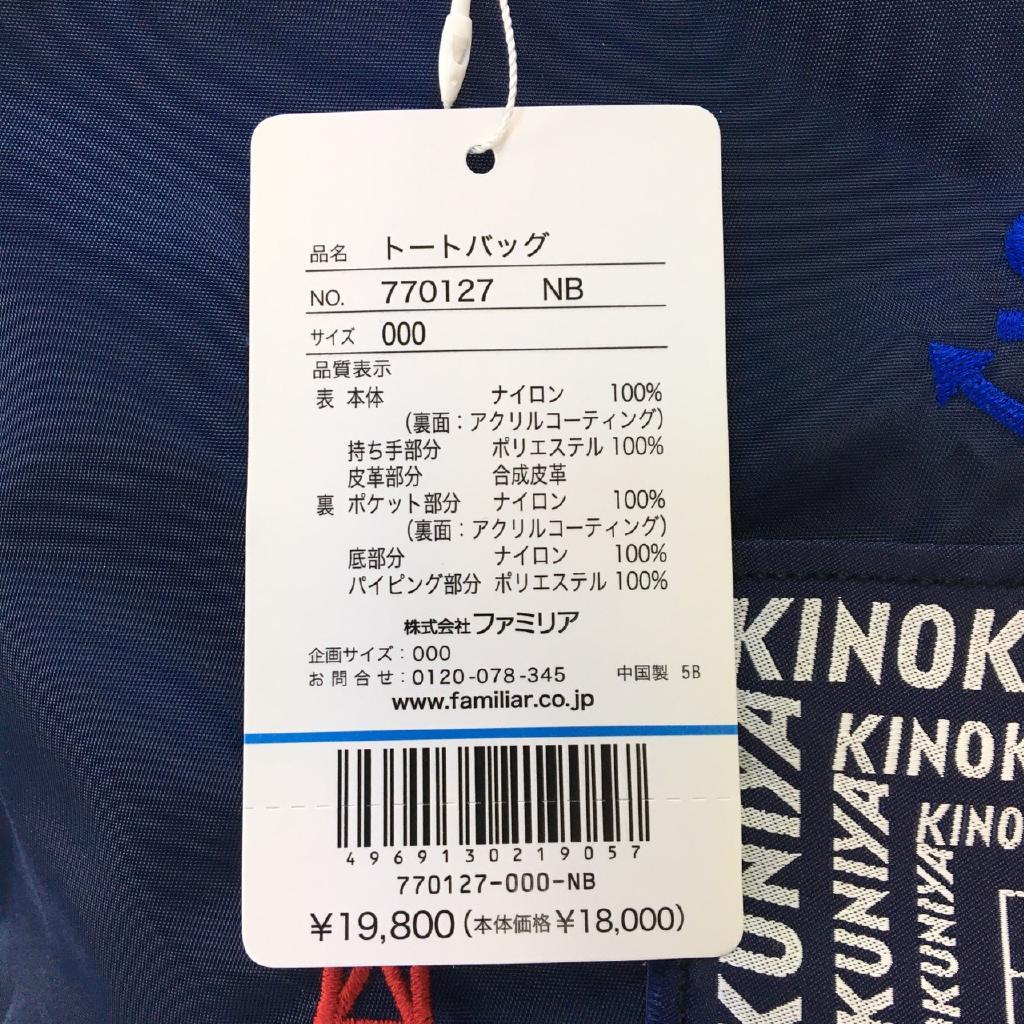 品名 トートバッグ
NO. 770127 NB
サイズ 000
品質表示
表 本体 ナイロン 100%
(裏面：アクリルコーティング)
持ち手部分 ポリエステル 100%
皮革部分 合成皮革
裏 ポケット部分 ナイロン 100%
(裏面：アクリルコーティング)
底部分 ナイロン 100%
パイピング部分 ポリエステル 100%
株式会社ファミリア
企画サイズ：000
お問合せ：0120-078-345 中国製 5B
www.familiar.co.jp
4969130219057
770127-000-NB
¥19,800(本体価格¥18,000)
KINOK
KUNIYA
KINOK
KUNIYA
KINO
KUNIYA